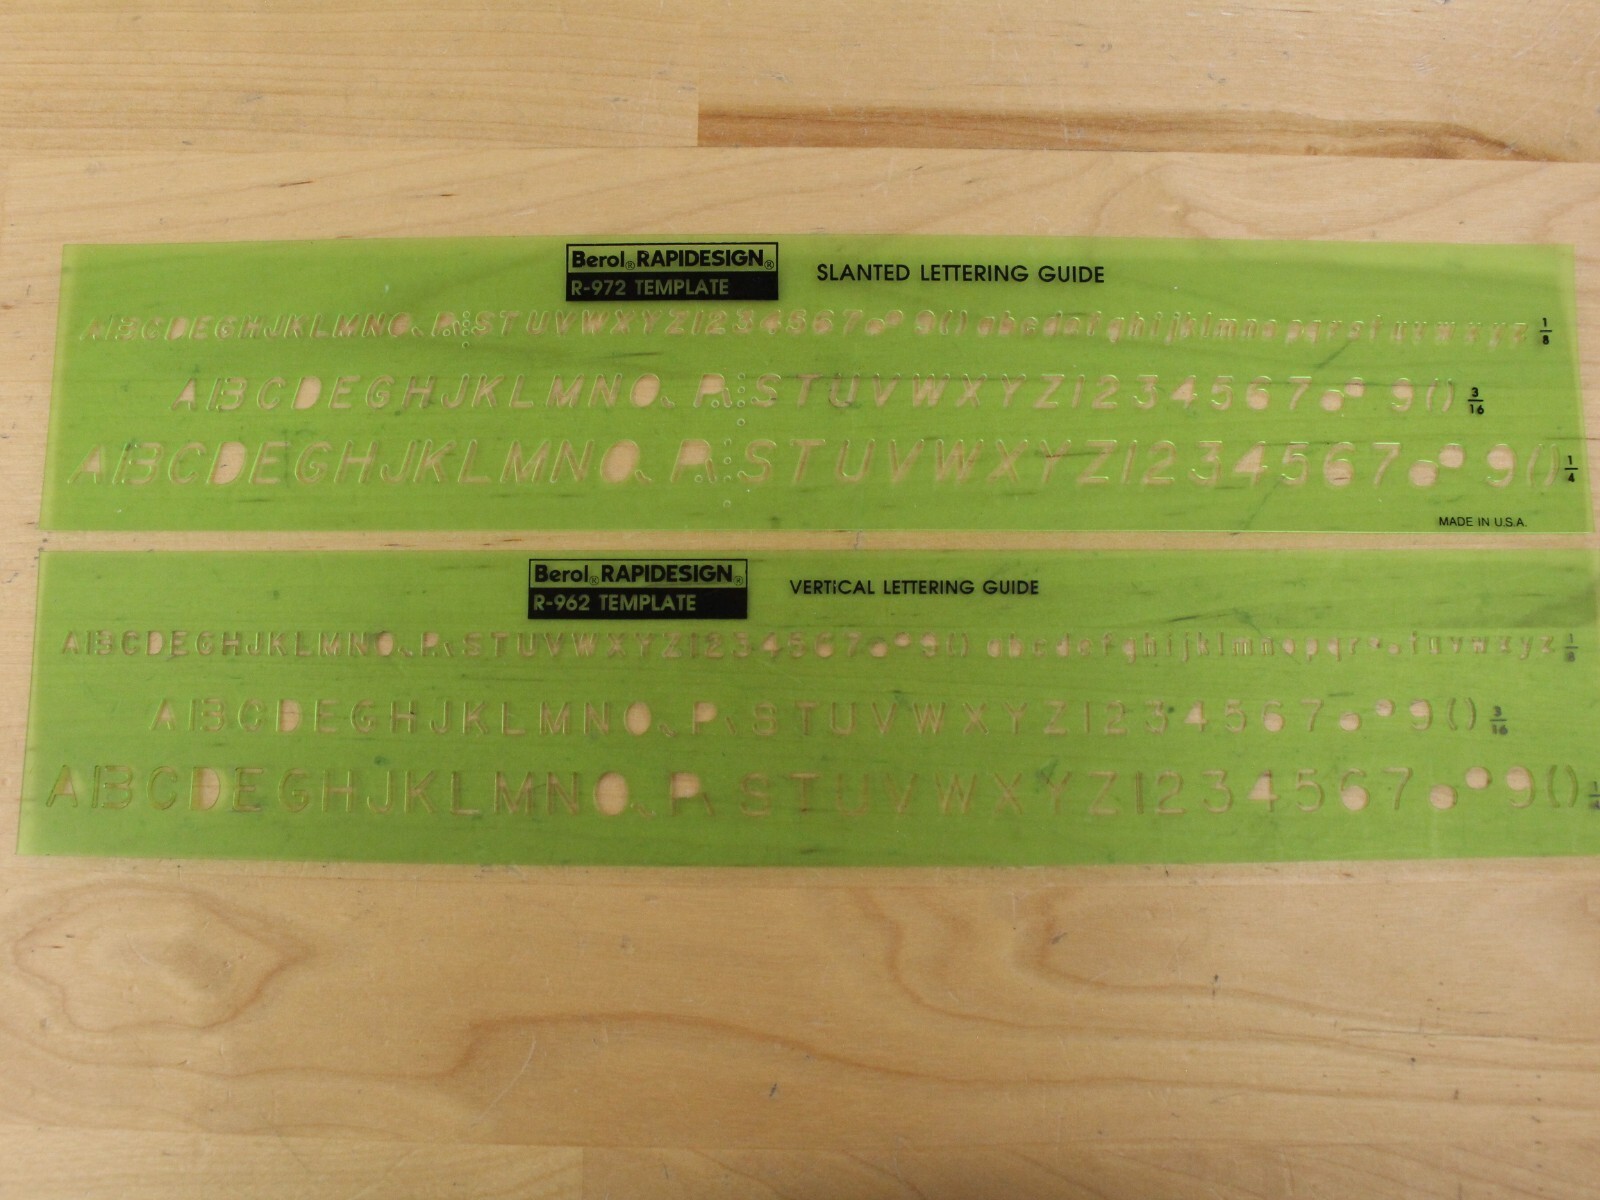 Berol® RAPIDESIGN®
R-972 TEMPLATE
SLANTED LETTERING GUIDE
ABCDEGHJKLMNO. R:STUVWXYZ1234567 9() abcdefghijklmnopqrstuvwxyz 1/8
ABCDEGHJKLMNO. R:STUVWXYZ1234567 9() 3/16
ABCDEGHJKLMNO. R:STUVWXYZ1234567 9() 1/4
MADE IN U.S.A.
Berol® RAPIDESIGN®
R-962 TEMPLATE
VERTiCAL LETTERING GUIDE
ABCDEGHJKLMNO. R STUVWXYZ1234567 9() abcdefghijklmnopqr tuvwxyz 1/8
ABCDEGHJKLMNO. R STUVWXYZ1234567 9() 3/16
ABCDEGHJKLMNO. R STUVWXYZ1234567 9()